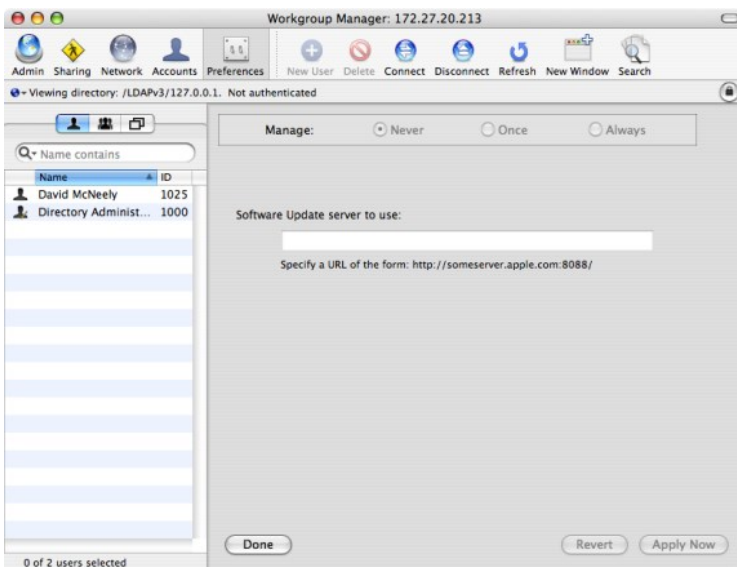 Workgroup Manager: 172.27.20.213
Admin Sharing Network Accounts Preferences New User Delete Connect Disconnect Refresh New Window Search
Viewing directory: /LDAPv3/127.0.0.1. Not authenticated
Manage: Never Once Always
Name contains
Name ID
David McNeely 1025
Directory Administ... 1000
Software Update server to use:
Specify a URL of the form: http://someserver.apple.com:8088/
Done Revert Apply Now
0 of 2 users selected